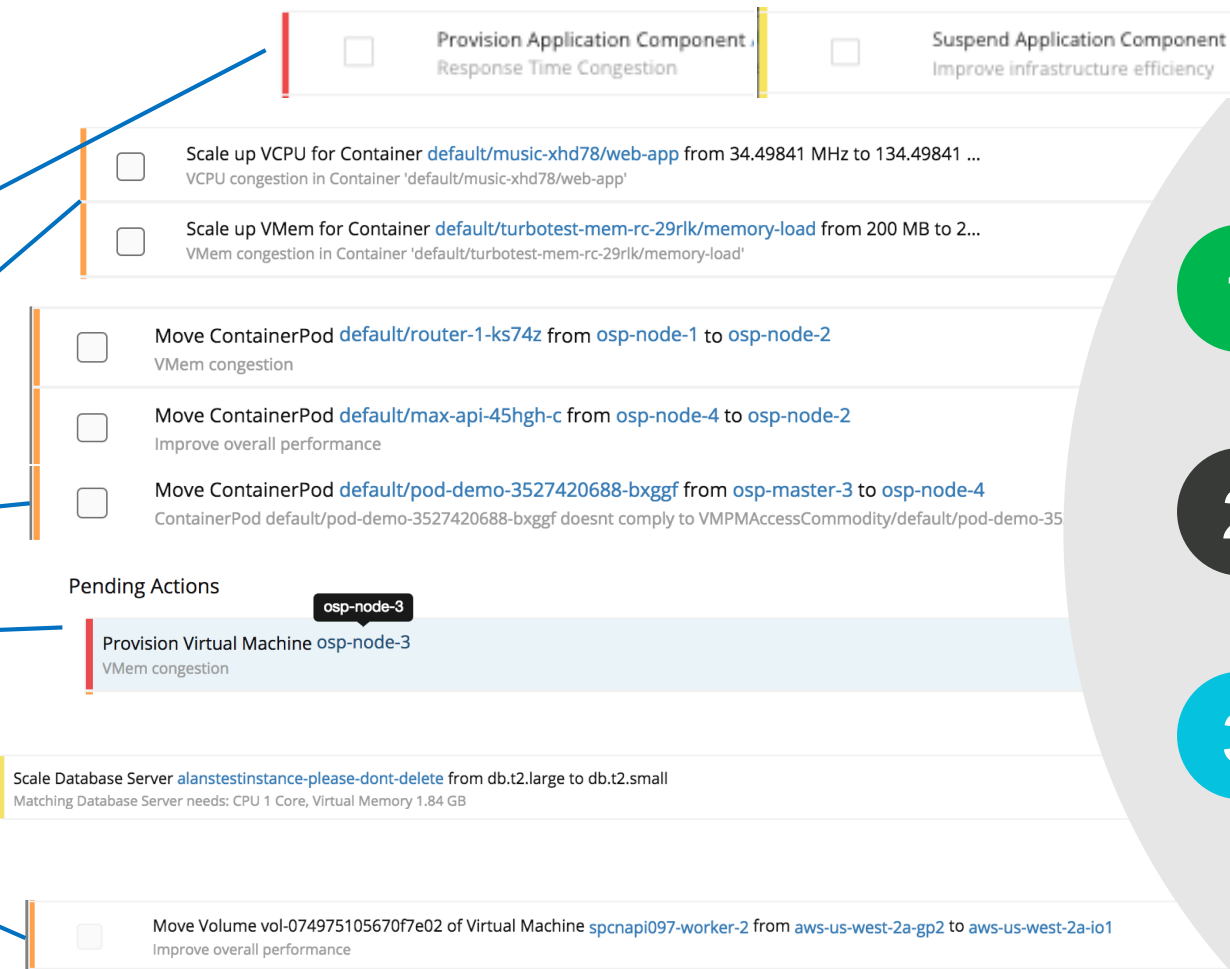 Provision Application Component
Response Time Congestion
Suspend Application Component
Improve infrastructure efficiency
Scale up VCPU for Container default/music-xhd78/web-app from 34.49841 MHz to 134.49841 ...
VCPU congestion in Container 'default/music-xhd78/web-app'
Scale up VMem for Container default/turbotest-mem-rc-29rlk/memory-load from 200 MB to 2...
VMem congestion in Container 'default/turbotest-mem-rc-29rlk/memory-load'
Move ContainerPod default/router-1-ks74z from osp-node-1 to osp-node-2
VMem congestion
Move ContainerPod default/max-api-45hgh-c from osp-node-4 to osp-node-2
Improve overall performance
Move ContainerPod default/pod-demo-3527420688-bxggf from osp-master-3 to osp-node-4
ContainerPod default/pod-demo-3527420688-bxggf doesnt comply to VMPMAccessCommodity/default/pod-demo-35
Pending Actions
osp-node-3
Provision Virtual Machine osp-node-3
VMem congestion
Scale Database Server alanstestinstance-please-dont-delete from db.t2.large to db.t2.small
Matching Database Server needs: CPU 1 Core, Virtual Memory 1.84 GB
Move Volume vol-074975105670f7e02 of Virtual Machine spcnapi097-worker-2 from aws-us-west-2a-gp2 to aws-us-west-2a-io1
Improve overall performance
2
3